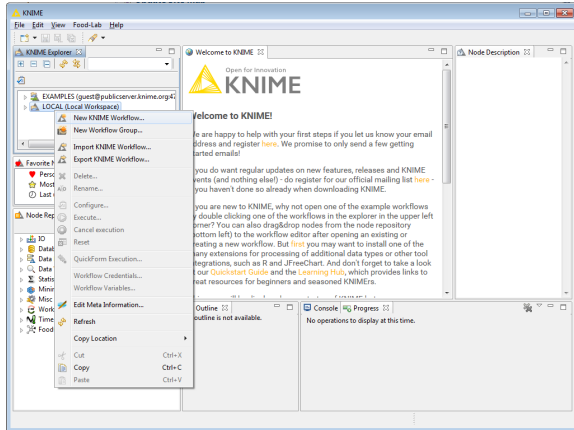 KNIME
File Edit View Food-Lab Help
KNIME Explorer
EXAMPLES (guest@publicserver.knime.org:47
LOCAL (Local Workspace)
New KNIME Workflow...
New Workflow Group...
Import KNIME Workflow...
Export KNIME Workflow...
Delete...
Rename...
Configure...
Execute...
Cancel execution
Reset
QuickForm Execution...
Workflow Credentials...
Workflow Variables...
Edit Meta Information...
Refresh
Copy Location
Cut Ctrl+X
Copy Ctrl+C
Paste Ctrl+V
Favorite N
Perso
Most
Last u
Node Rep
IO
Datab
Data
Data
Statis
Minin
Misc
Work
Time
Food
Welcome to KNIME
Open for Innovation
KNIME
Welcome to KNIME!
We are happy to help with your first steps if you let us know your email
address and register here. We promise to only send a few getting
started emails!
you do want regular updates on new features, releases and KNIME
events (and nothing else!) - do register for our official mailing list here -
you haven't done so already when downloading KNIME.
you are new to KNIME, why not open one of the example workflows
by double clicking one of the workflows in the explorer in the upper left
corner? You can also drag&drop nodes from the node repository
(bottom left) to the workflow editor after opening an existing or
creating a new workflow. But first you may want to install one of the
many extensions for processing of additional data types or other tool
integrations, such as R and JFreeChart. And don't forget to take a look
at our Quickstart Guide and the Learning Hub, which provides links to
great resources for beginners and seasoned KNIMErs.
Node Description
Outline
outline is not available.
Console Progress
No operations to display at this time.